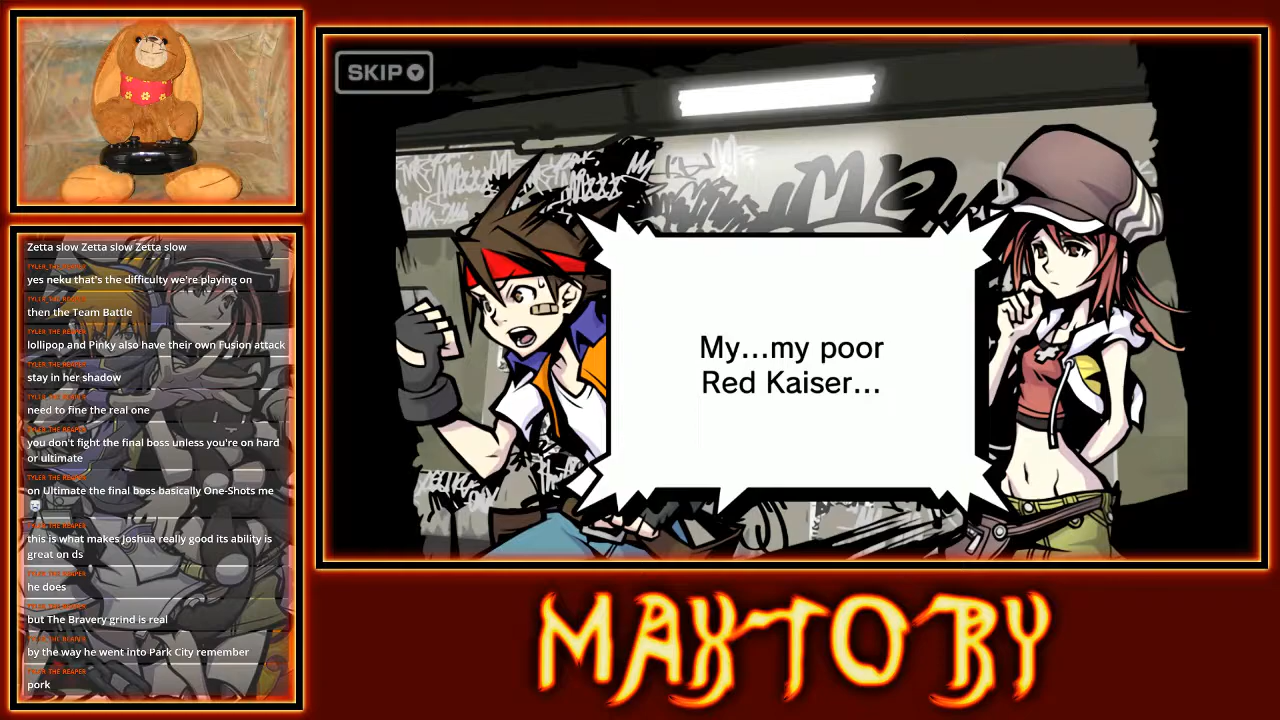 SKIP
My...my poor
Red Kaiser...
Zetta slow Zetta slow Zetta slow
TYLER THE REAPER
yes neku that's the difficulty we're playing on
TYLER THE REAPER
then the Team Battle
TYLER THE REAPER
lollipop and Pinky also have their own Fusion attack
TYLER THE REAPER
stay in her shadow
TYLER THE REAPER
need to fine the real one
TYLER THE REAPER
you don't fight the final boss unless you're on hard
or ultimate
TYLER THE REAPER
on Ultimate the final boss basically One-Shots me
TYLER THE REAPER
this is what makes Joshua really good its ability is
great on ds
TYLER THE REAPER
he does
TYLER THE REAPER
but The Bravery grind is real
TYLER THE REAPER
by the way he went into Park City remember
TYLER THE REAPER
pork
MAXTOBY